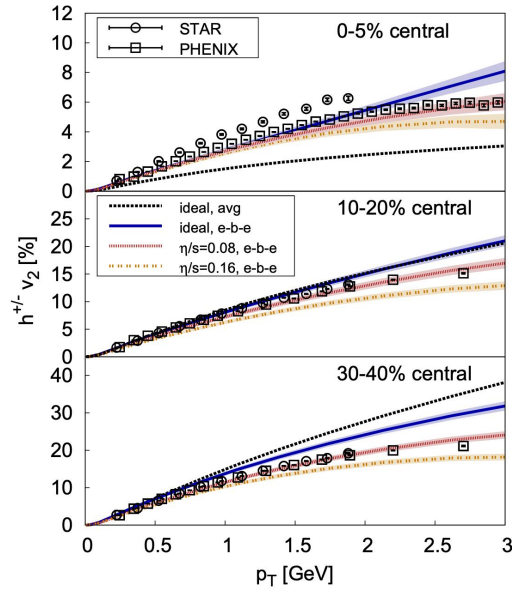 12
10
8
6
4
2
0
STAR
PHENIX
0-5% central
25
20
15
10
5
0
ideal, avg
ideal, e-b-e
η/s=0.08, e-b-e
η/s=0.16, e-b-e
10-20% central
h+/- v2 [%]
40
30
20
10
0
30-40% central
0 0.5 1 1.5 2 2.5 3
pT [GeV]